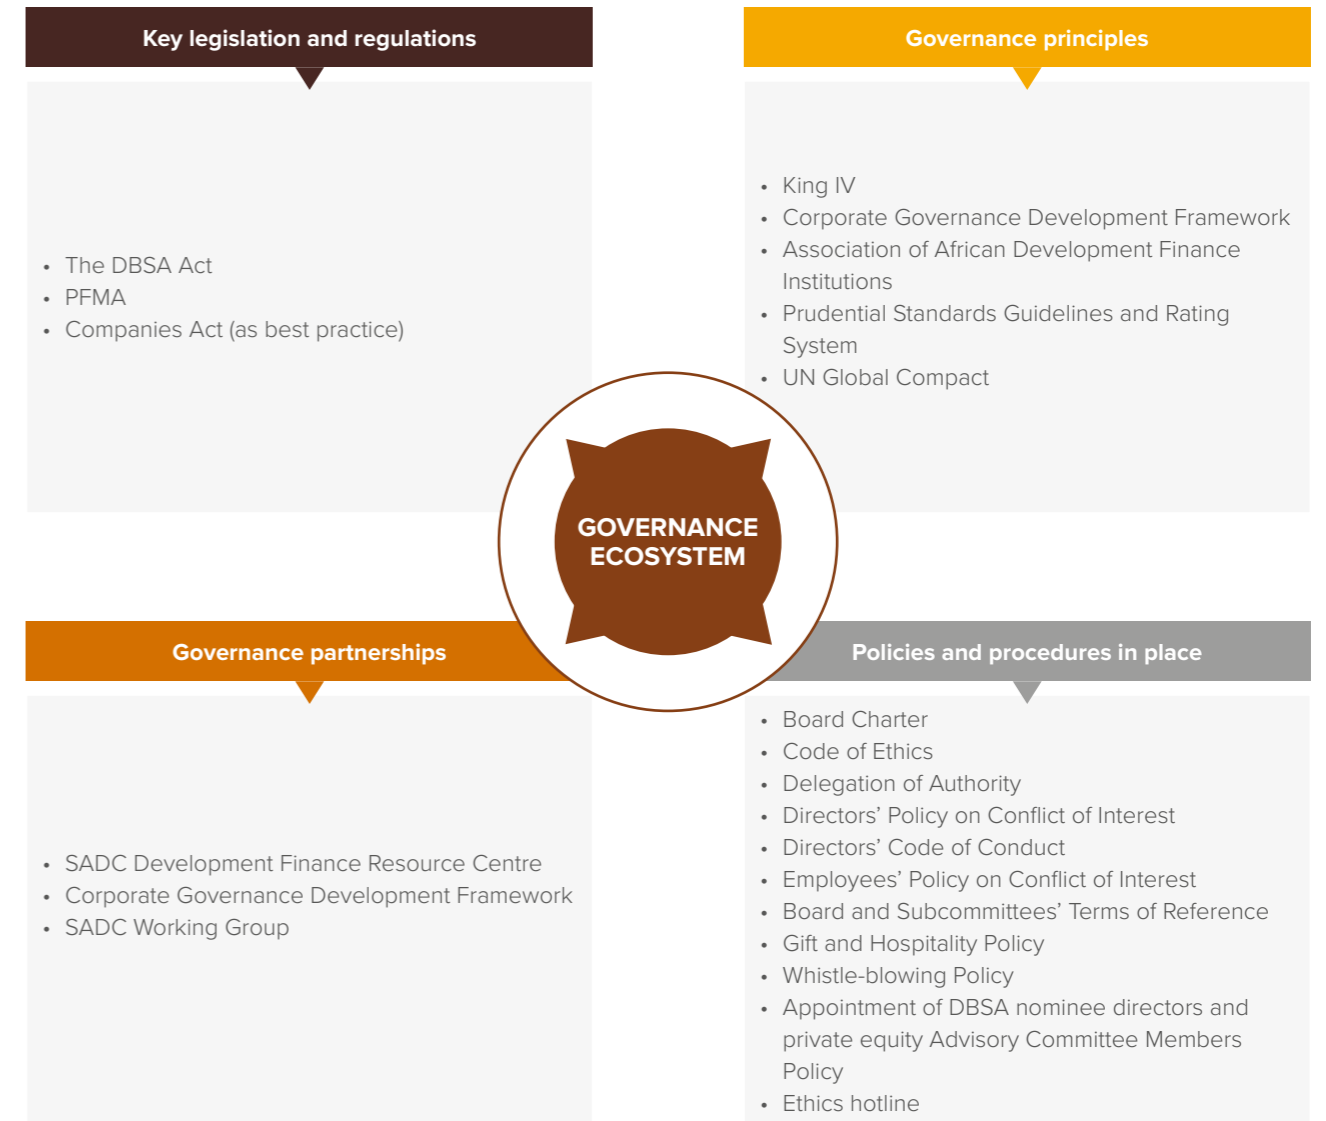 Key legislation and regulations
• The DBSA Act
• PFMA
• Companies Act (as best practice)
Governance principles
• King IV
• Corporate Governance Development Framework
• Association of African Development Finance
Institutions
• Prudential Standards Guidelines and Rating
System
• UN Global Compact
GOVERNANCE
ECOSYSTEM
Governance partnerships
• SADC Development Finance Resource Centre
• Corporate Governance Development Framework
• SADC Working Group
Policies and procedures in place
• Board Charter
• Code of Ethics
• Delegation of Authority
• Directors’ Policy on Conflict of Interest
• Directors’ Code of Conduct
• Employees’ Policy on Conflict of Interest
• Board and Subcommittees’ Terms of Reference
• Gift and Hospitality Policy
• Whistle-blowing Policy
• Appointment of DBSA nominee directors and
private equity Advisory Committee Members
Policy
• Ethics hotline